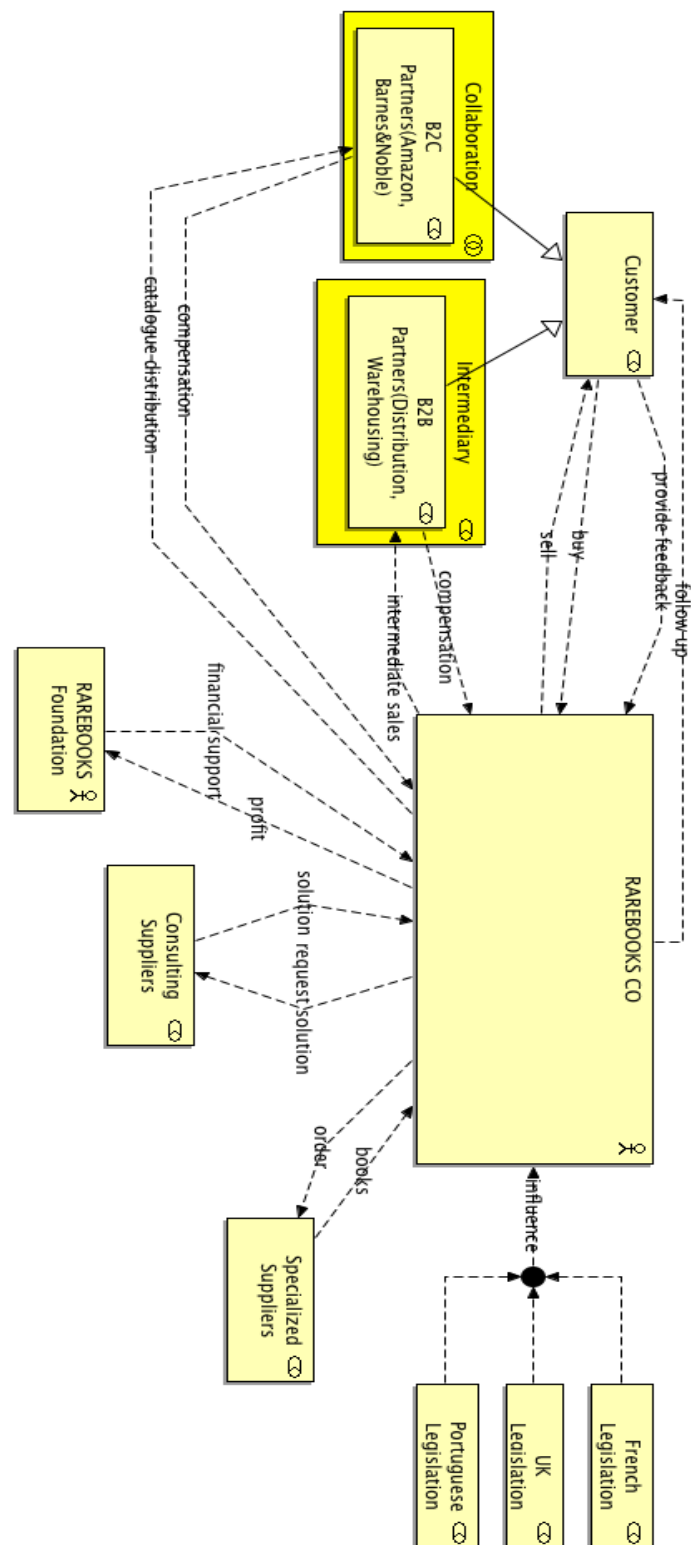 Customer
Collaboration
B2C
Partners(Amazon,
Barnes&Noble)
Intermediary
B2B
Partners(Distribution,
Warehousing)
follow up
provide feedback
buy
sell
compensation
intermediate sales
compensation
catalogue distribution
RAREBOOKS CO
financial support
profit
RAREBOOKS
Foundation
solution request
solution
Consulting
Suppliers
order
books
Specialized
Suppliers
influence
French
Legislation
UK
Legislation
Portuguese
Legislation